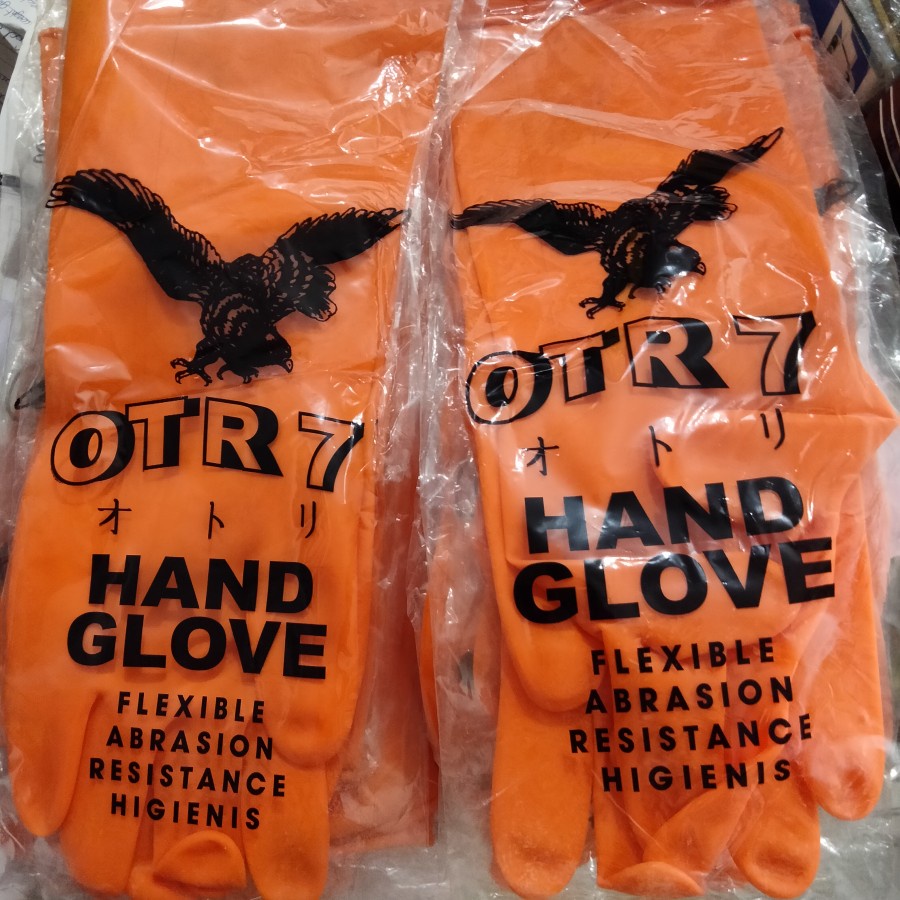 OTR 7
オトリ
HAND
GLOVE
FLEXIBLE
ABRASION
RESISTANCE
HIGIENIS
OTR 7
オトリ
HAND
GLOVE
FLEXIBLE
ABRASION
RESISTANCE
HIGIENIS